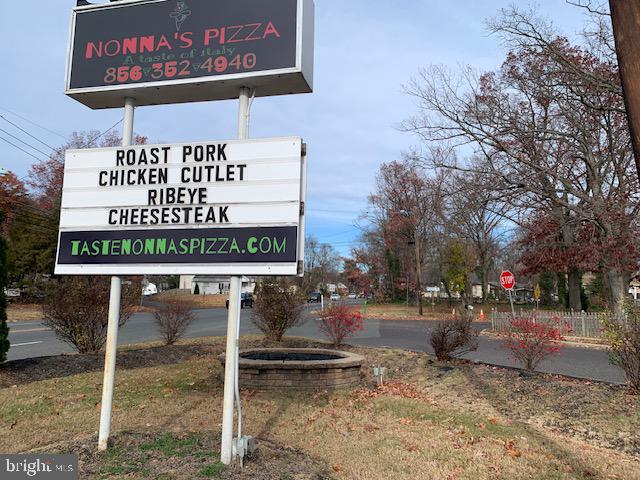 NONNA'S PIZZA
A taste of Italy
856•352•4940
ROAST PORK
CHICKEN CUTLET
RIBEYE
CHEESESTEAK
TASTENONNASPIZZA.COM
STOP
bright MLS